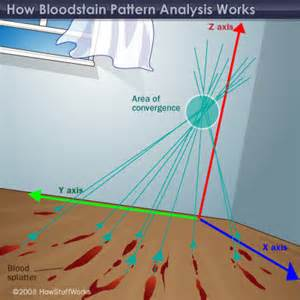 How Bloodstain Pattern Analysis Works
Z axis
Area of
convergence
Y axis
X axis
Blood
splatter
θ
©2008 HowStuffWorks